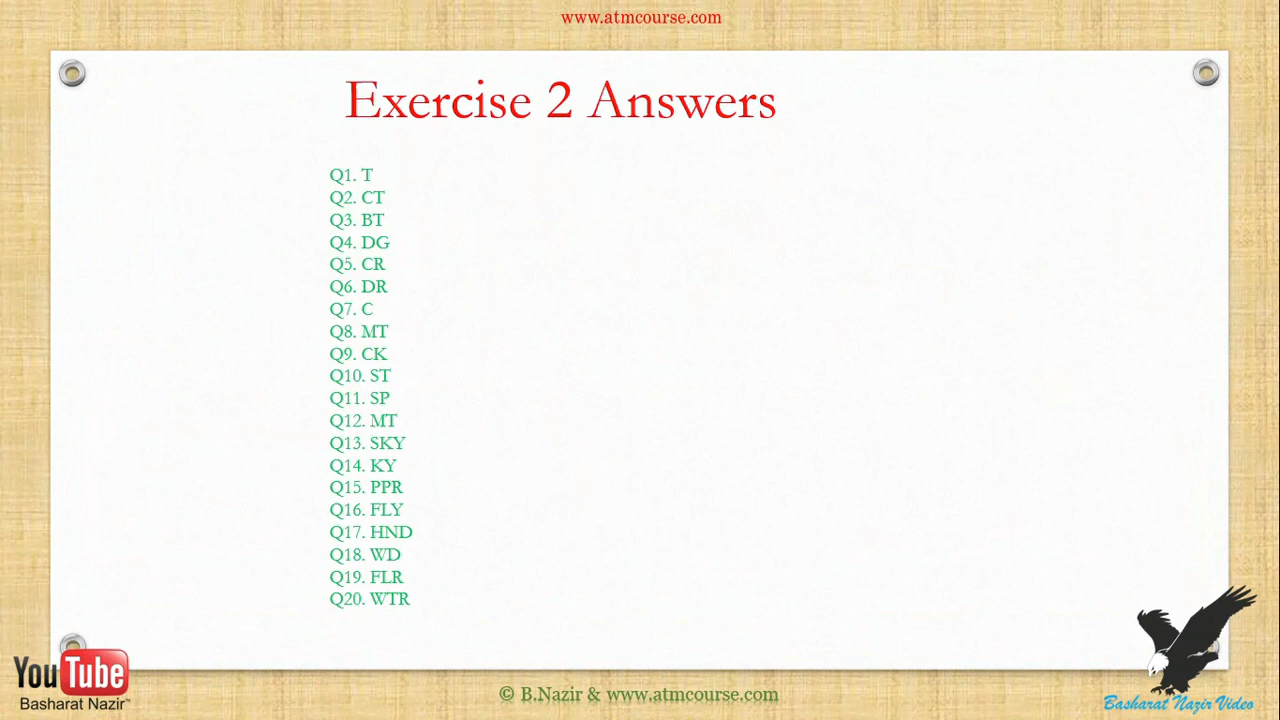 www.atmcourse.com
Exercise 2 Answers
Q1. T
Q2. CT
Q3. BT
Q4. DG
Q5. CR
Q6. DR
Q7. C
Q8. MT
Q9. CK
Q10. ST
Q11. SP
Q12. MT
Q13. SKY
Q14. KY
Q15. PPR
Q16. FLY
Q17. HND
Q18. WD
Q19. FLR
Q20. WTR
YouTube
Basharat Nazir™
© B.Nazir & www.atmcourse.com
Basharat Nazir Video